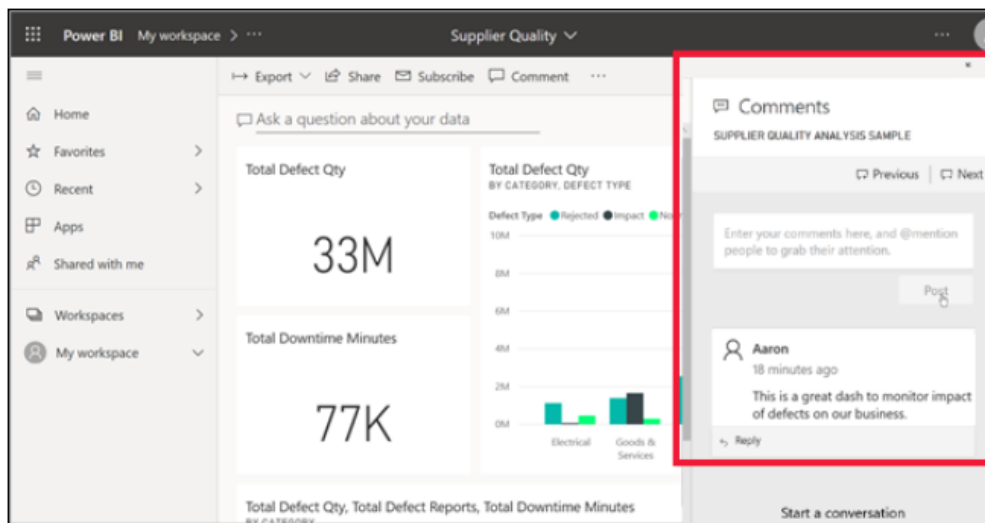 Power BI My workspace > ...
Supplier Quality
...
Export Share Subscribe Comment ...
Home
Favorites
Recent
Apps
Shared with me
Workspaces
My workspace
Ask a question about your data
Total Defect Qty
33M
Total Downtime Minutes
77K
Total Defect Qty
BY CATEGORY, DEFECT TYPE
Defect Type Rejected Impact
10M
8M
6M
4M
2M
0M
Electrical
Goods &
Services
Total Defect Qty, Total Defect Reports, Total Downtime Minutes
BY CATEGORY
Comments
SUPPLIER QUALITY ANALYSIS SAMPLE
Previous | Next
Enter your comments here, and @mention
people to grab their attention.
Post
Aaron
18 minutes ago
This is a great dash to monitor impact
of defects on our business.
Reply
Start a conversation